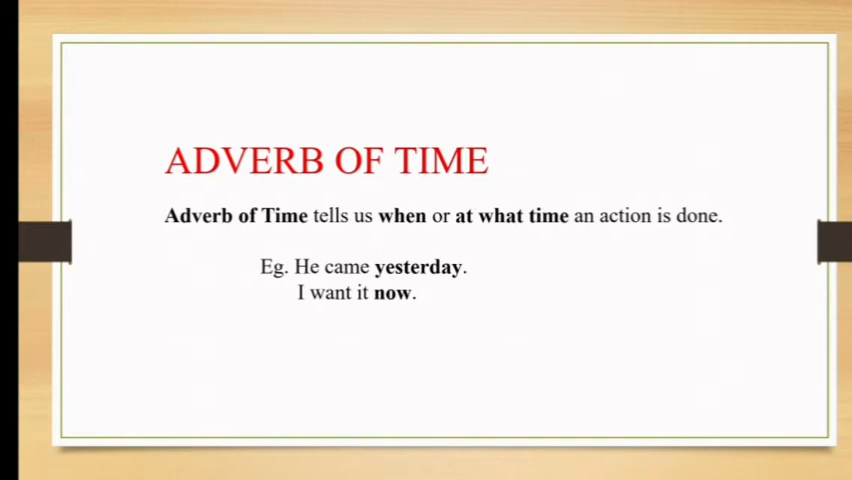 ADVERB OF TIME
Adverb of Time tells us when or at what time an action is done.
Eg. He came yesterday.
I want it now.